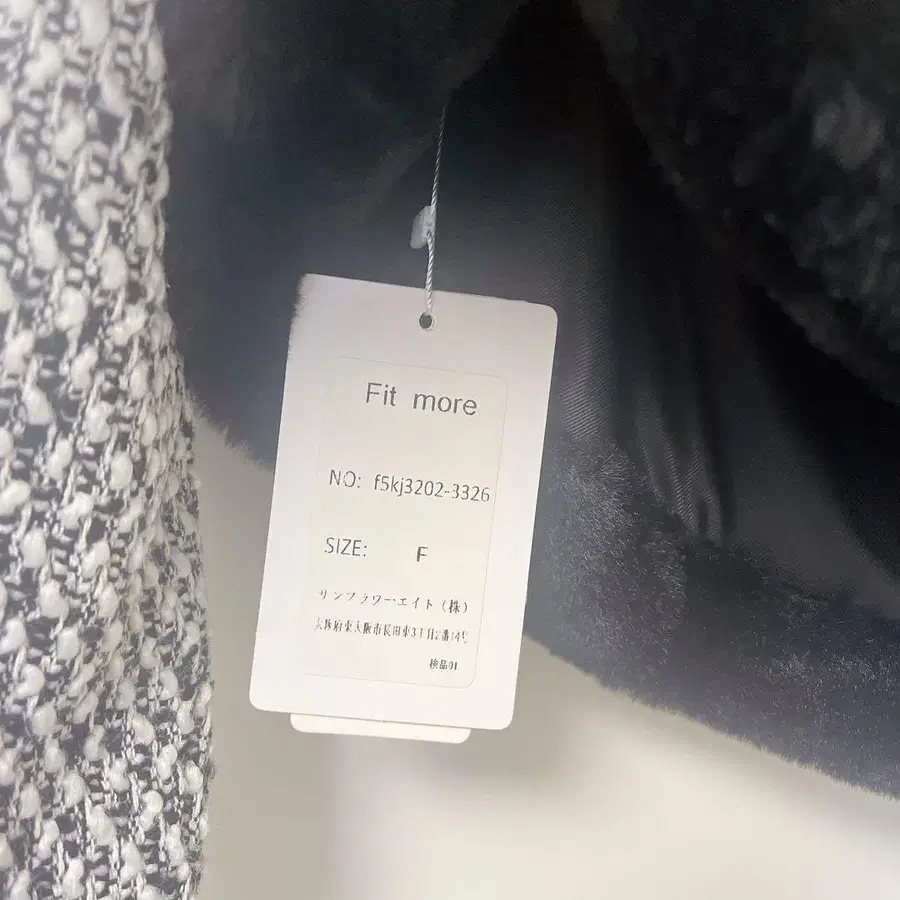 Fit more
NO: f5kj3202-3326
SIZE: F
サンフラワーエイト（株）
大阪府東大阪市長田東3丁目2番14号
検品01